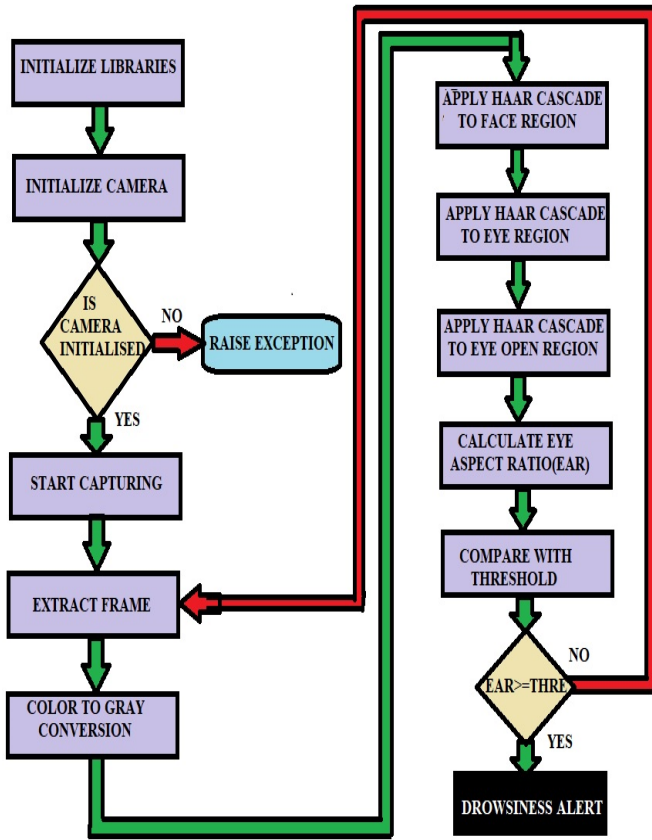 INITIALIZE LIBRARIES
INITIALIZE CAMERA
IS
CAMERA
INITIALISED
NO
RAISE EXCEPTION
YES
START CAPTURING
EXTRACT FRAME
COLOR TO GRAY
CONVERSION
APPLY HAAR CASCADE
TO FACE REGION
APPLY HAAR CASCADE
TO EYE REGION
APPLY HAAR CASCADE
TO EYE OPEN REGION
CALCULATE EYE
ASPECT RATIO(EAR)
COMPARE WITH
THRESHOLD
EAR>=THRE
NO
YES
DROWSINESS ALERT